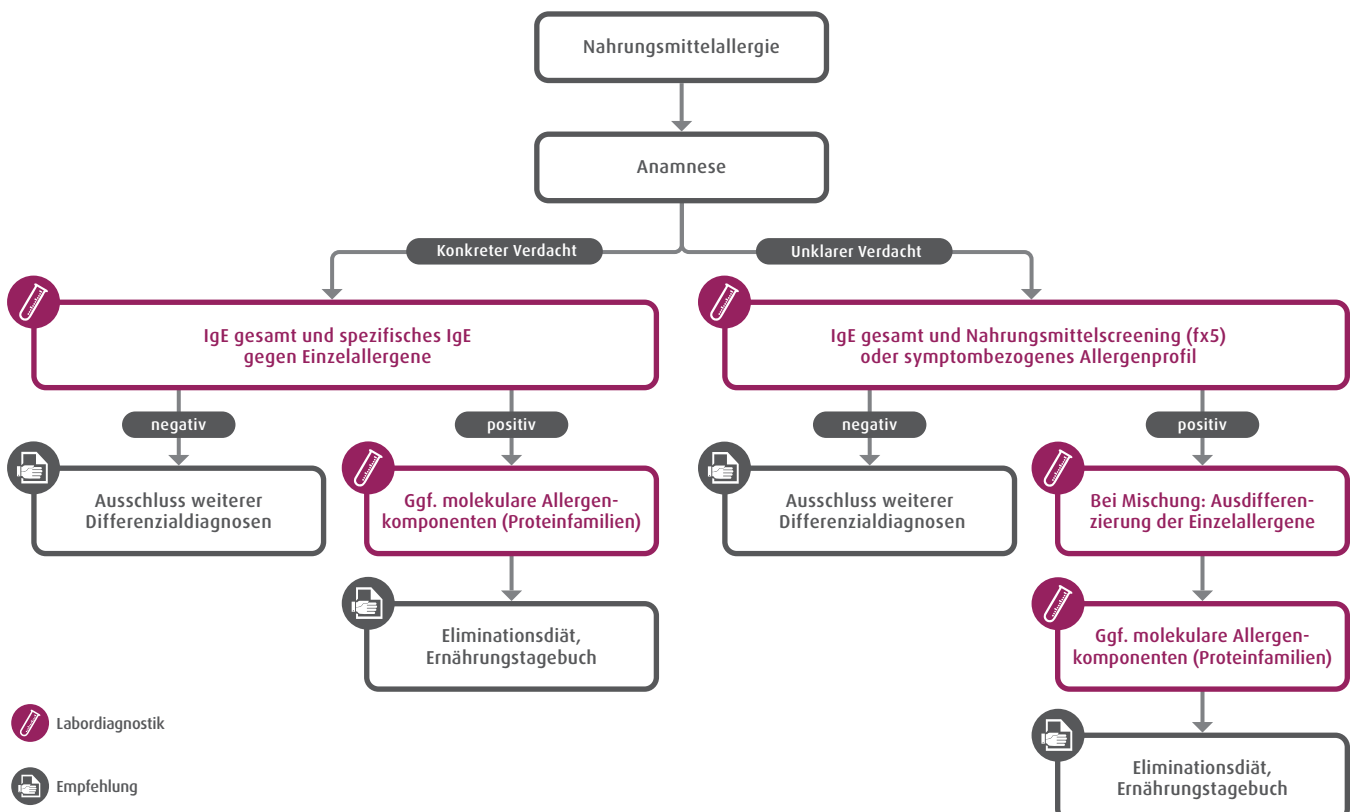 Nahrungsmittelallergie
Anamnese
Konkreter Verdacht
Unklarer Verdacht
IgE gesamt und spezifisches IgE
gegen Einzelallergene
IgE gesamt und Nahrungsmittelscreening (fx5)
oder symptombezogenes Allergenprofil
negativ
positiv
negativ
positiv
Ausschluss weiterer
Differenzialdiagnosen
Ggf. molekulare Allergen-
komponenten (Proteinfamilien)
Ausschluss weiterer
Differenzialdiagnosen
Bei Mischung: Ausdifferen-
zierung der Einzelallergene
Eliminationsdiät,
Ernährungstagebuch
Ggf. molekulare Allergen-
komponenten (Proteinfamilien)
Eliminationsdiät,
Ernährungstagebuch
Labordiagnostik
Empfehlung